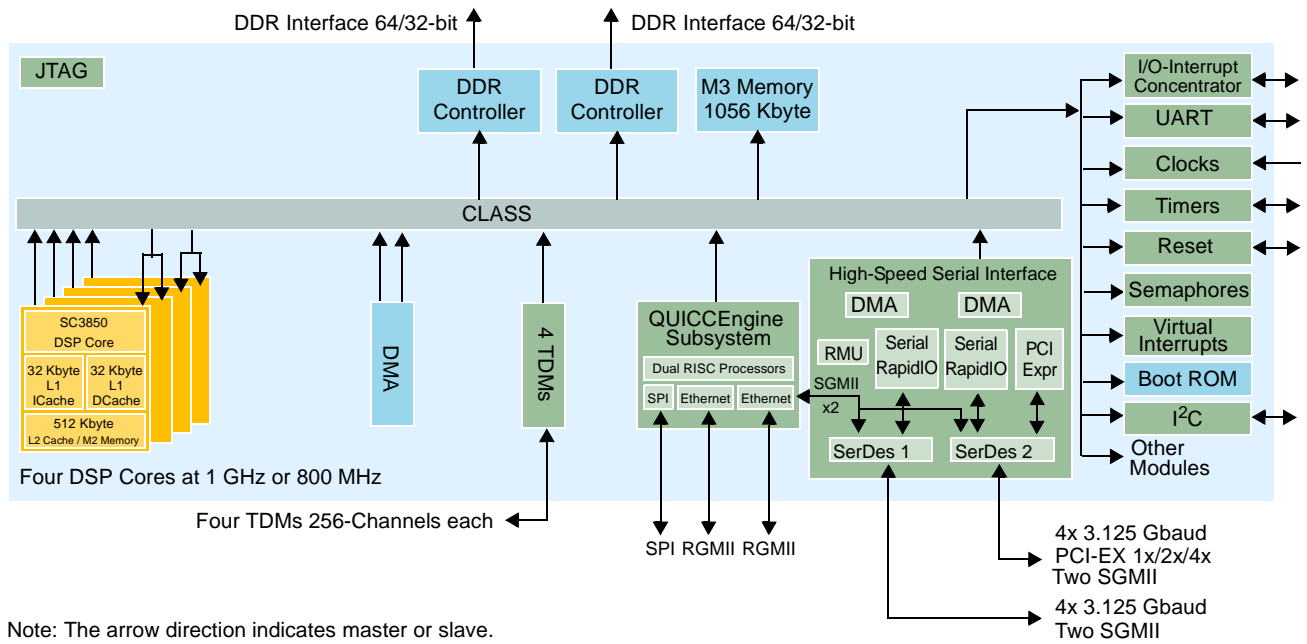 DDR Interface 64/32-bit
DDR Interface 64/32-bit
JTAG
DDR
Controller
DDR
Controller
M3 Memory
1056 Kbyte
I/O-Interrupt
Concentrator
UART
Clocks
Timers
Reset
Semaphores
Virtual
Interrupts
Boot ROM
I²C
Other
Modules
CLASS
SC3850
DSP Core
32 Kbyte
L1
ICache
32 Kbyte
L1
DCache
512 Kbyte
L2 Cache / M2 Memory
Four DSP Cores at 1 GHz or 800 MHz
DMA
4 TDMs
Four TDMs 256-Channels each
QUICCEngine
Subsystem
Dual RISC Processors
SPI
Ethernet
Ethernet
SPI
RGMII
RGMII
High-Speed Serial Interface
DMA
DMA
RMU
Serial
RapidIO
Serial
RapidIO
PCI
Expr
SGMII
x2
SerDes 1
SerDes 2
4x 3.125 Gbaud
PCI-EX 1x/2x/4x
Two SGMII
4x 3.125 Gbaud
Two SGMII
Note: The arrow direction indicates master or slave.